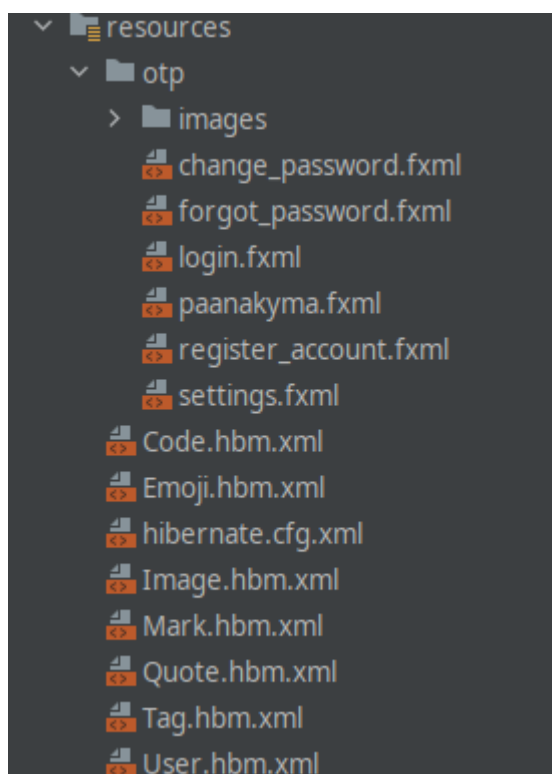 resources
otp
images
change_password.fxml
forgot_password.fxml
login.fxml
paanakyma.fxml
register_account.fxml
settings.fxml
Code.hbm.xml
Emoji.hbm.xml
hibernate.cfg.xml
Image.hbm.xml
Mark.hbm.xml
Quote.hbm.xml
Tag.hbm.xml
User.hbm.xml